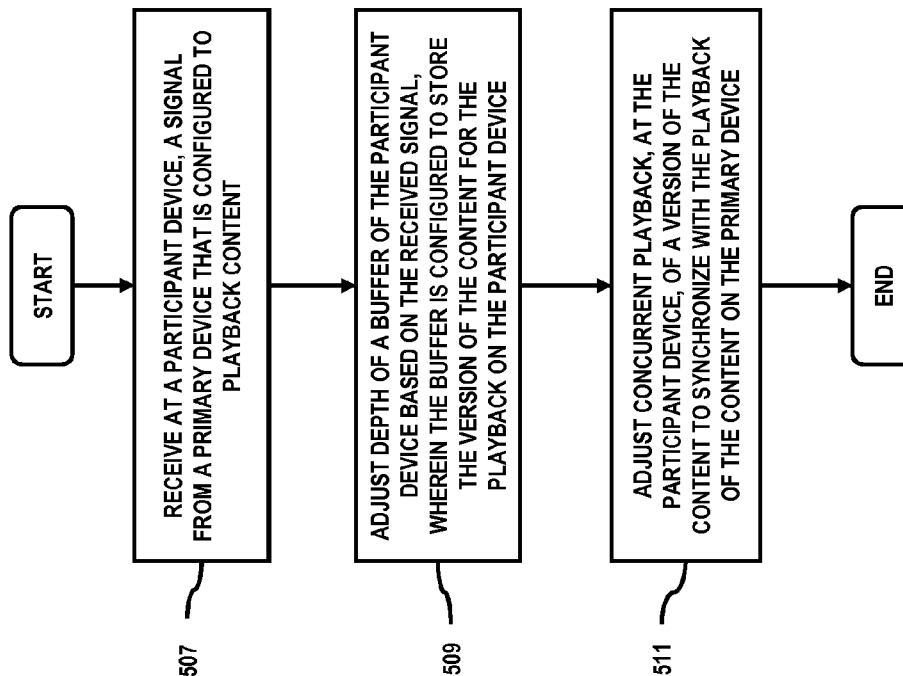 START
RECEIVE AT A PARTICIPANT DEVICE, A SIGNAL
FROM A PRIMARY DEVICE THAT IS CONFIGURED TO
PLAYBACK CONTENT
507
ADJUST DEPTH OF A BUFFER OF THE PARTICIPANT
DEVICE BASED ON THE RECEIVED SIGNAL,
WHEREIN THE BUFFER IS CONFIGURED TO STORE
THE VERSION OF THE CONTENT FOR THE
PLAYBACK ON THE PARTICIPANT DEVICE
509
ADJUST CONCURRENT PLAYBACK, AT THE
PARTICIPANT DEVICE, OF A VERSION OF THE
CONTENT TO SYNCHRONIZE WITH THE PLAYBACK
OF THE CONTENT ON THE PRIMARY DEVICE
511
END